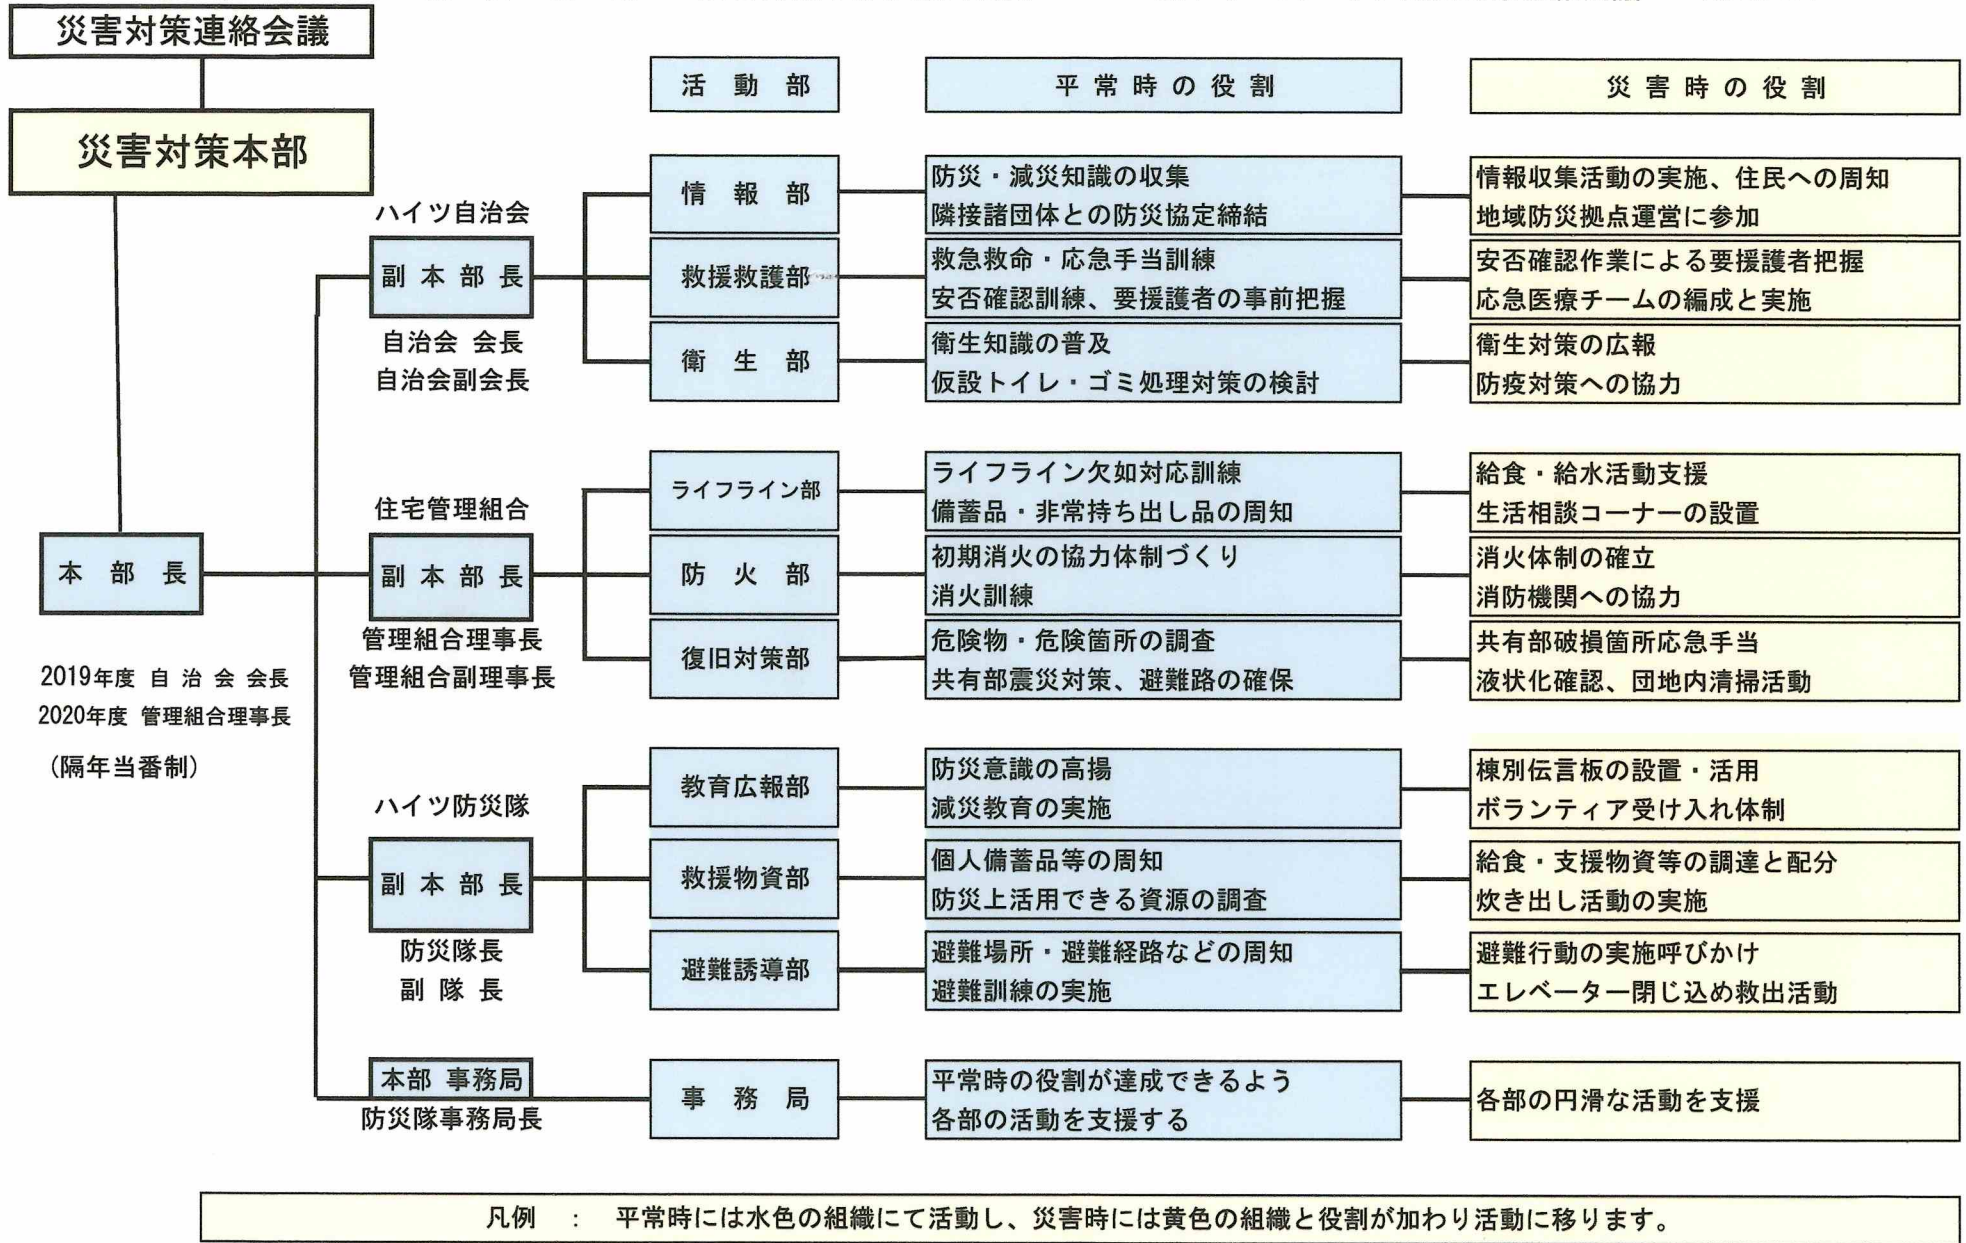 災害対策連絡会議
災害対策本部
活動部
平常時の役割
災害時の役割
ハイツ自治会
副本部長
自治会 会長
自治会副会長
情報部
防災・減災知識の収集
隣接諸団体との防災協定締結
情報収集活動の実施、住民への周知
地域防災拠点運営に参加
救援救護部
救急救命・応急手当訓練
安否確認訓練、要援護者の事前把握
安否確認作業による要援護者把握
応急医療チームの編成と実施
衛生部
衛生知識の普及
仮設トイレ・ゴミ処理対策の検討
衛生対策の広報
防疫対策への協力
本部長
2019年度 自治会会長
2020年度 管理組合理事長
(隔年当番制)
住宅管理組合
副本部長
管理組合理事長
管理組合副理事長
ライフライン部
ライフライン欠如対応訓練
備蓄品・非常持ち出し品の周知
給食・給水活動支援
生活相談コーナーの設置
防火部
初期消火の協力体制づくり
消火訓練
消火体制の確立
消防機関への協力
復旧対策部
危険物・危険箇所の調査
共有部震災対策、避難路の確保
共有部破損箇所応急手当
液状化確認、団地内清掃活動
ハイツ防災隊
副本部長
防災隊長
副隊長
教育広報部
防災意識の高揚
減災教育の実施
棟別伝言板の設置・活用
ボランティア受け入れ体制
救援物資部
個人備蓄品等の周知
防災上活用できる資源の調査
給食・支援物資等の調達と配分
炊き出し活動の実施
避難誘導部
避難場所・避難経路などの周知
避難訓練の実施
避難行動の実施呼びかけ
エレベーター閉じ込め救出活動
本部 事務局
防災隊事務局長
事務局
平常時の役割が達成できるよう
各部の活動を支援する
各部の円滑な活動を支援
凡例 : 平常時には水色の組織にて活動し、災害時には黄色の組織と役割が加わり活動に移ります。